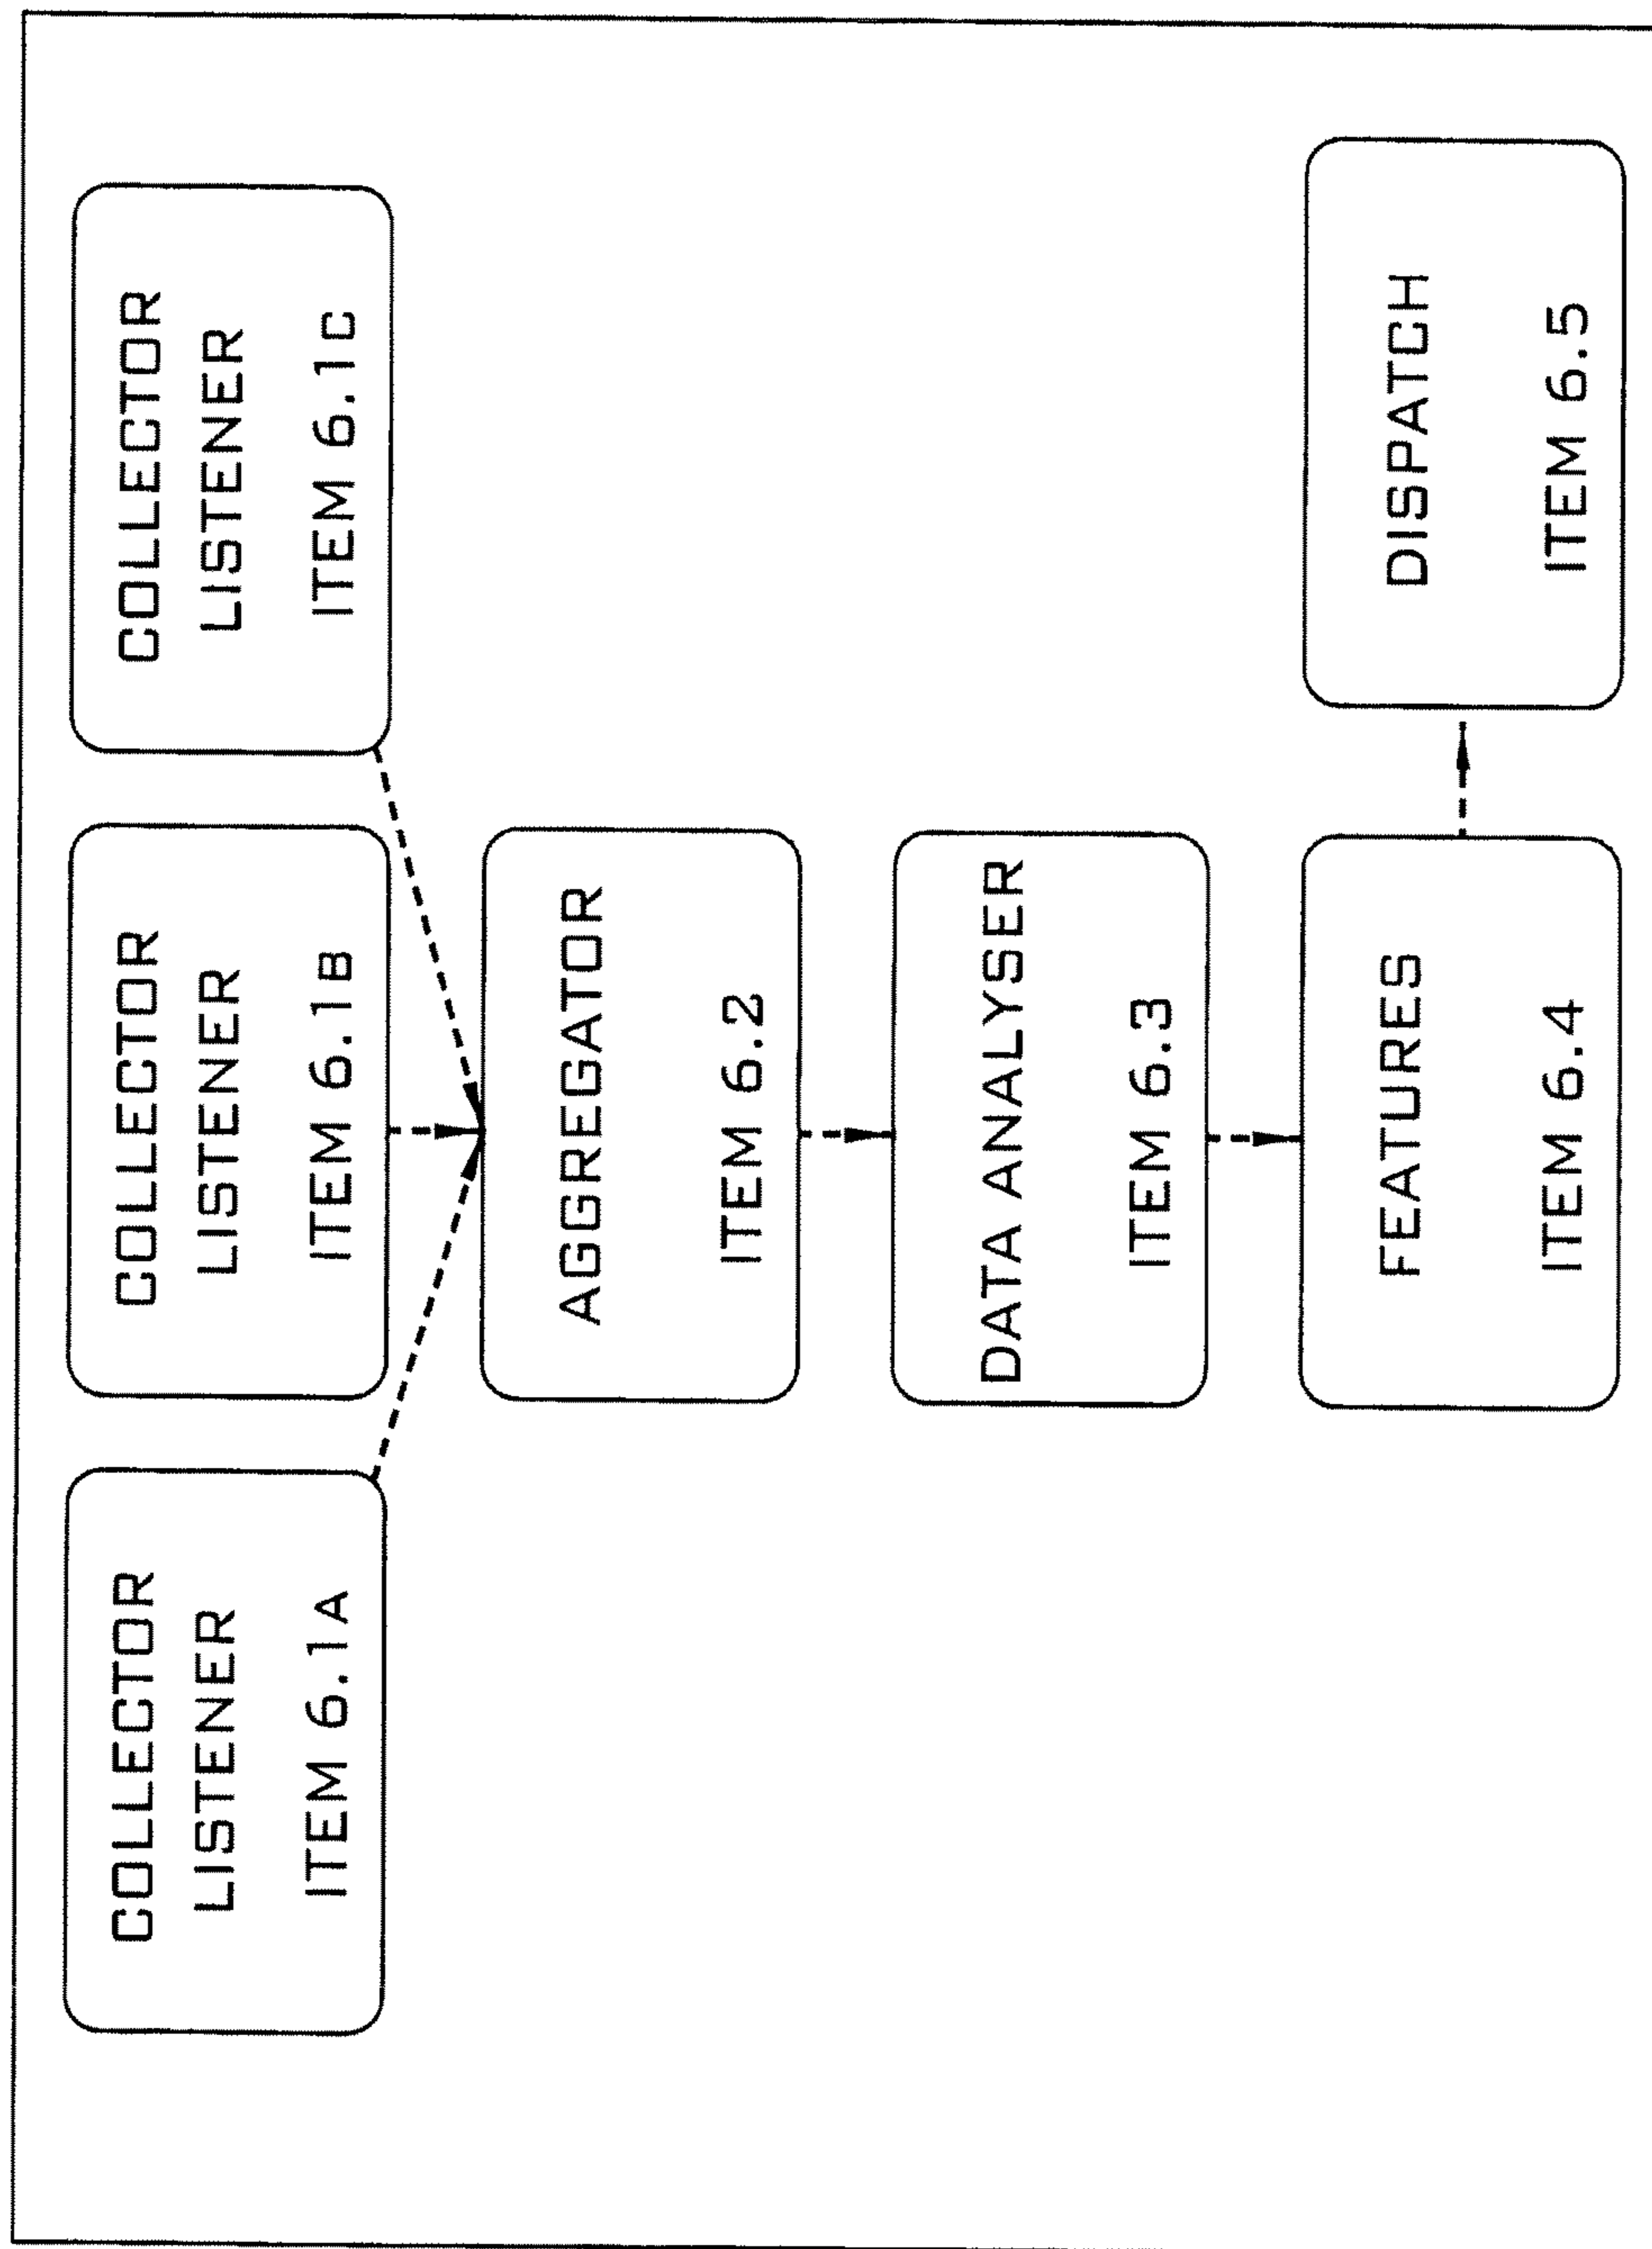 COLLECTOR
LISTENER
ITEM 6.1A
COLLECTOR
LISTENER
ITEM 6.1B
COLLECTOR
LISTENER
ITEM 6.1C
AGGREGATOR
ITEM 6.2
DATA ANALYSER
ITEM 6.3
FEATURES
ITEM 6.4
DISPATCH
ITEM 6.5